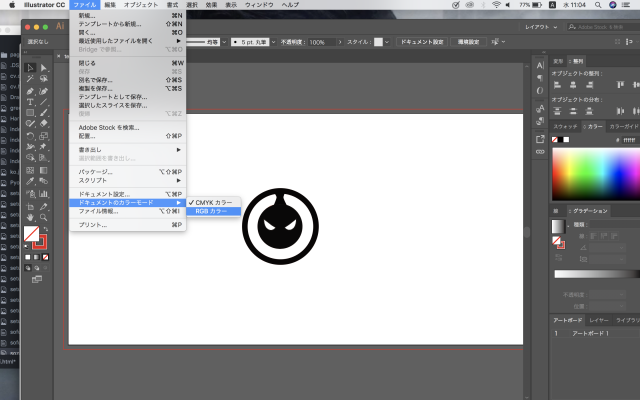 Illustrator CC ファイル 編集 オブジェクト 書式 選択 効果 表示 ウィンドウ ヘルプ 77% 水 11:04
Ai レイアウト Adobe Stock を検索
選択なし 均等 5 pt. 丸筆 不透明度: 100% スタイル: ドキュメント設定 環境設定
新規... ⌘N
テンプレートから新規... ⇧⌘N
開く... ⌘O
最近使用したファイルを開く
Bridge で参照... ⌥⌘O
閉じる ⌘W
保存 ⌘S
別名で保存... ⇧⌘S
複製を保存... ⌥⌘S
テンプレートとして保存...
選択したスライスを保存...
復帰 ⌥⌘Z
Adobe Stock を検索...
配置... ⇧⌘P
書き出し
選択範囲を書き出し...
パッケージ... ⌥⇧⌘P
スクリプト
ドキュメント設定... ⌥⌘P
ドキュメントのカラーモード
✓ CMYK カラー
RGB カラー
ファイル情報... ⌥⇧⌘I
プリント... ⌘P
変形 整列
オブジェクトの整列:
オブジェクトの分布:
スウォッチ カラー カラーガイド
# ffffff
線 グラデーション
種類:
不透明度:
位置:
アートボード レイヤー ライブラリ
1 アートボード 1